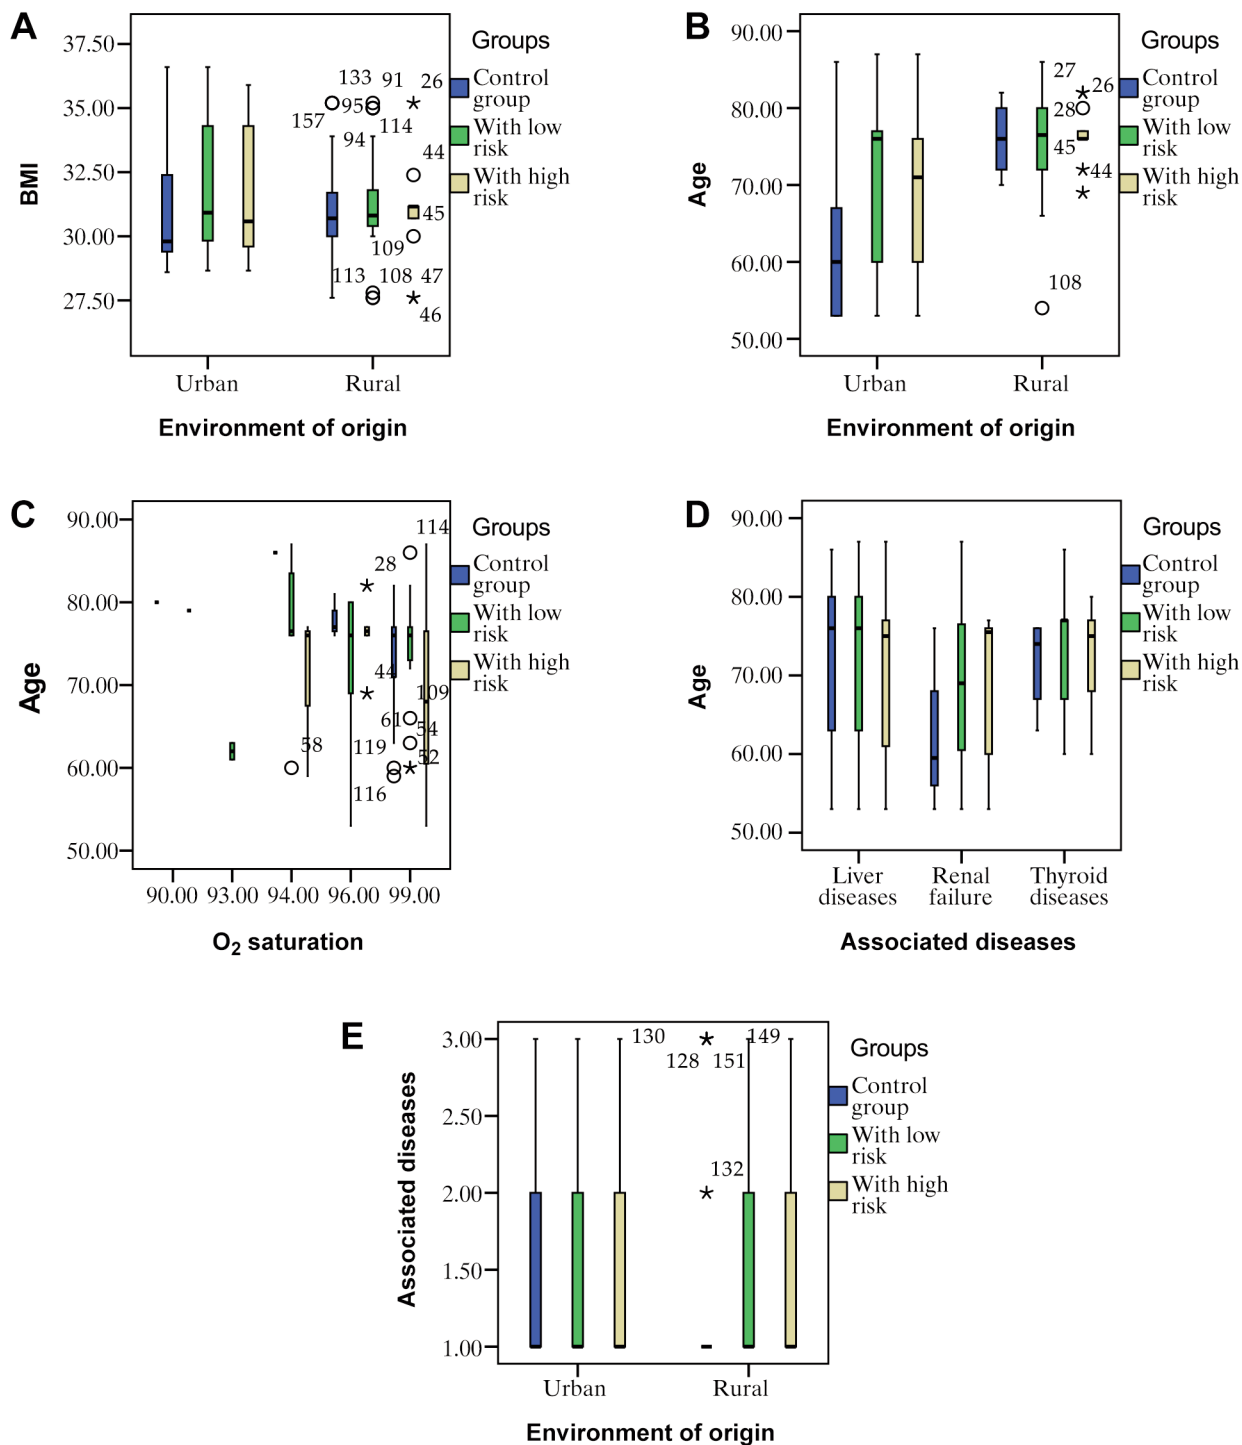 A
37.50
35.00
32.50
30.00
27.50
BMI
133 91 26
157 95
114
94
44
45
109
113 108 47
46
Urban Rural
Environment of origin
Groups
Control
group
With low
risk
With high
risk
B
90.00
80.00
70.00
60.00
50.00
Age
27
26
28
45
44
108
Urban Rural
Environment of origin
Groups
Control
group
With low
risk
With high
risk
C
90.00
80.00
70.00
60.00
50.00
Age
114
28
44
109
61
54
58 119 52
116
90.00 93.00 94.00 96.00 99.00
O₂ saturation
Groups
Control
group
With low
risk
With high
risk
D
90.00
80.00
70.00
60.00
50.00
Age
Liver
diseases
Renal
failure
Thyroid
diseases
Associated diseases
Groups
Control
group
With low
risk
With high
risk
E
3.00
2.50
2.00
1.50
1.00
Associated diseases
130 149
128 151
132
Urban Rural
Environment of origin
Groups
Control
group
With low
risk
With high
risk